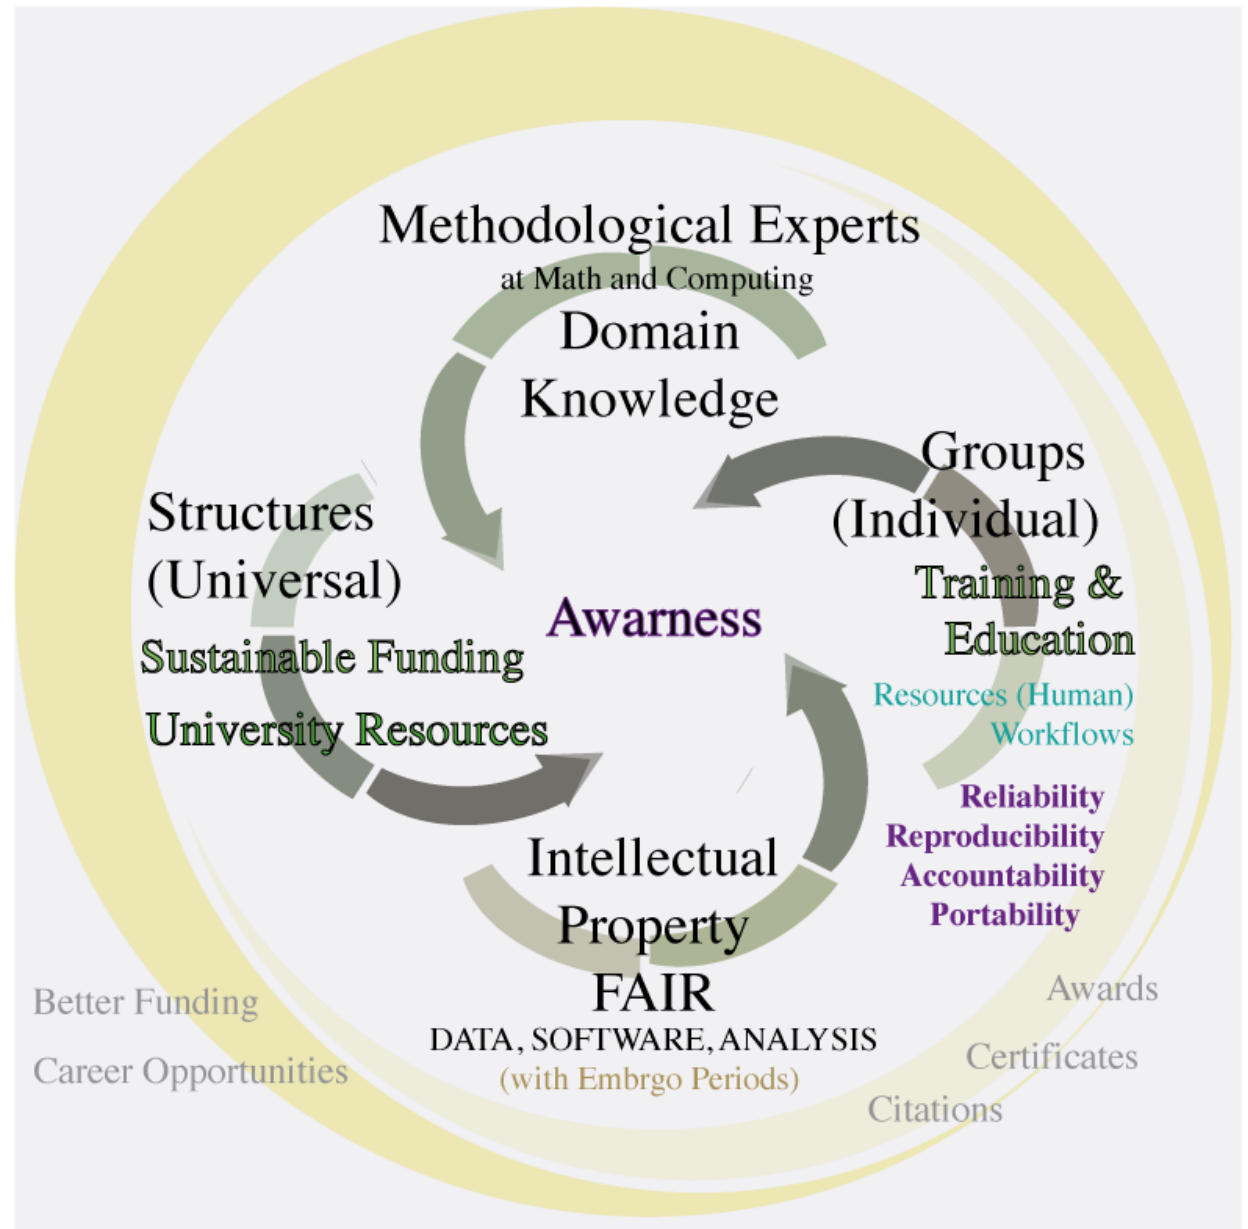 Methodological Experts
at Math and Computing
Domain
Knowledge
Groups
(Individual)
Training &
Education
Resources (Human)
Workflows
Reliability
Reproducibility
Accountability
Portability
Structures
(Universal)
Sustainable Funding
University Resources
Awarness
Intellectual
Property
FAIR
DATA, SOFTWARE, ANALYSIS
(with Embrgo Periods)
Better Funding
Career Opportunities
Awards
Certificates
Citations